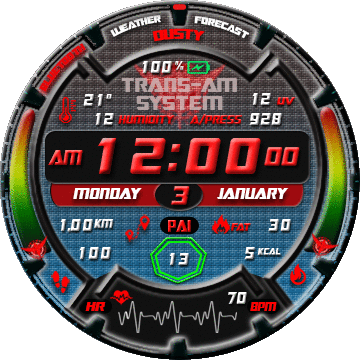 WEATHER FORECAST
DUSTY
100%
TRANS-AM
SYSTEM
21° 12 UV
12 HUMIDITY A/PRESS 928
AM 12:00 00
MONDAY 3 JANUARY
1.00 KM PAI FAT 30
100 13 5 KCAL
HR 70 BPM